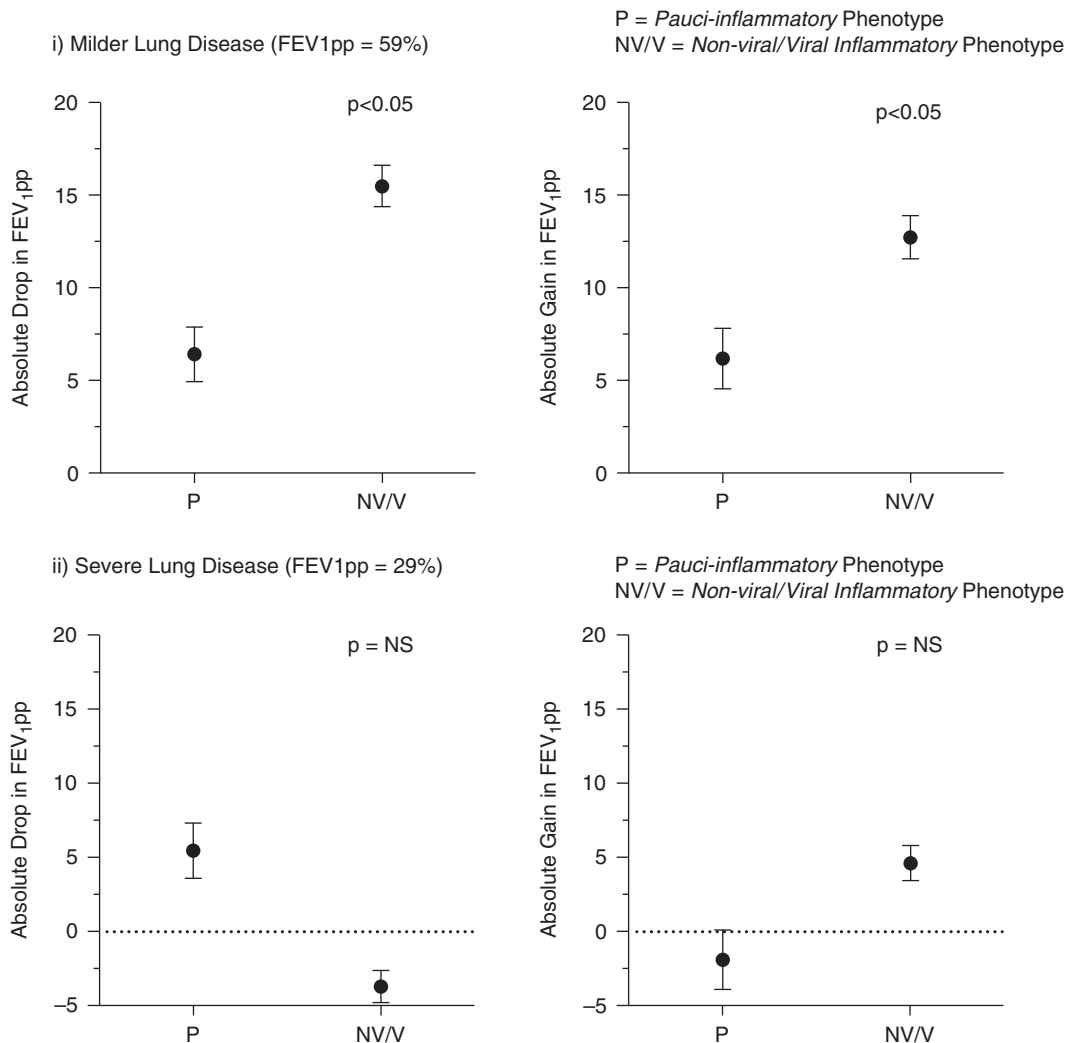 i) Milder Lung Disease (FEV1pp = 59%)
P = Pauci-inflammatory Phenotype
NV/V = Non-viral/Viral Inflammatory Phenotype
Absolute Drop in FEV₁pp
20
15
10
5
0
p<0.05
P
NV/V
Absolute Gain in FEV₁pp
20
15
10
5
0
p<0.05
P
NV/V
ii) Severe Lung Disease (FEV1pp = 29%)
P = Pauci-inflammatory Phenotype
NV/V = Non-viral/Viral Inflammatory Phenotype
Absolute Drop in FEV₁pp
20
15
10
5
0
–5
p = NS
P
NV/V
Absolute Gain in FEV₁pp
20
15
10
5
0
–5
p = NS
P
NV/V